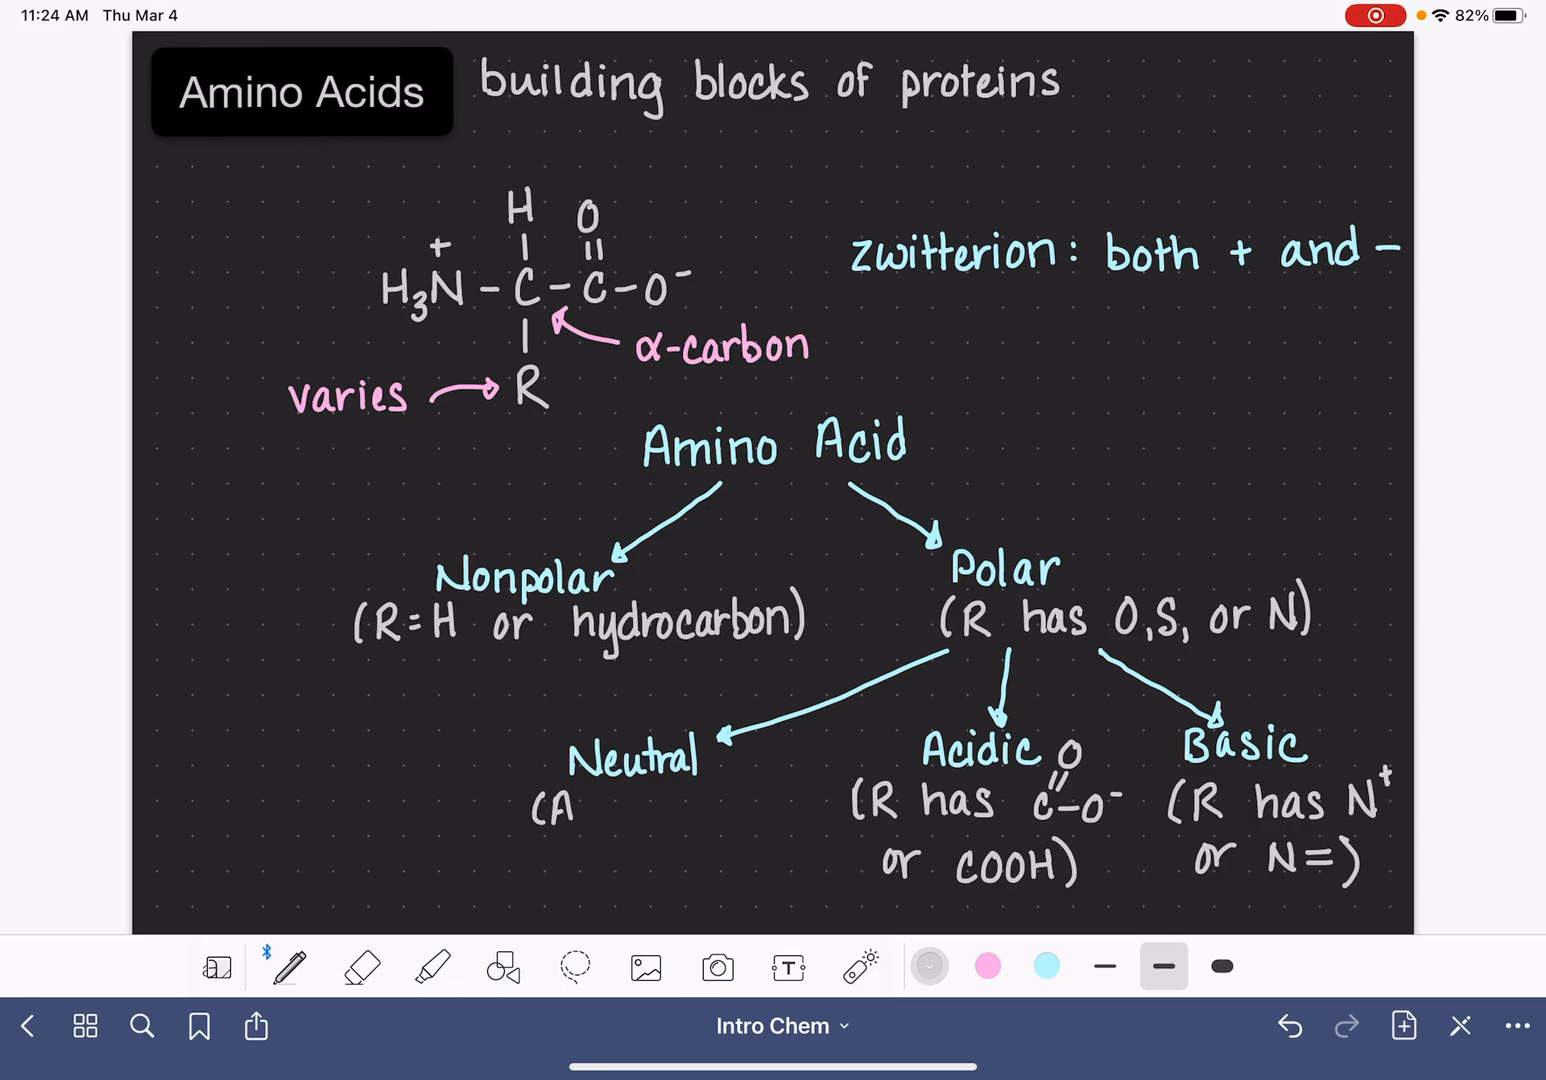 11:24 AM Thu Mar 4
82%
Amino Acids building blocks of proteins
H O
+ ||
H₃N - C - C - O⁻
zwitterion: both + and -
α-carbon
varies → R
Amino Acid
Nonpolar Polar
(R = H or hydrocarbon) (R has O, S, or N)
Neutral Acidic Basic
(A (R has C(=O)-O⁻ (R has N⁺
or COOH) or N=)
T
Intro Chem